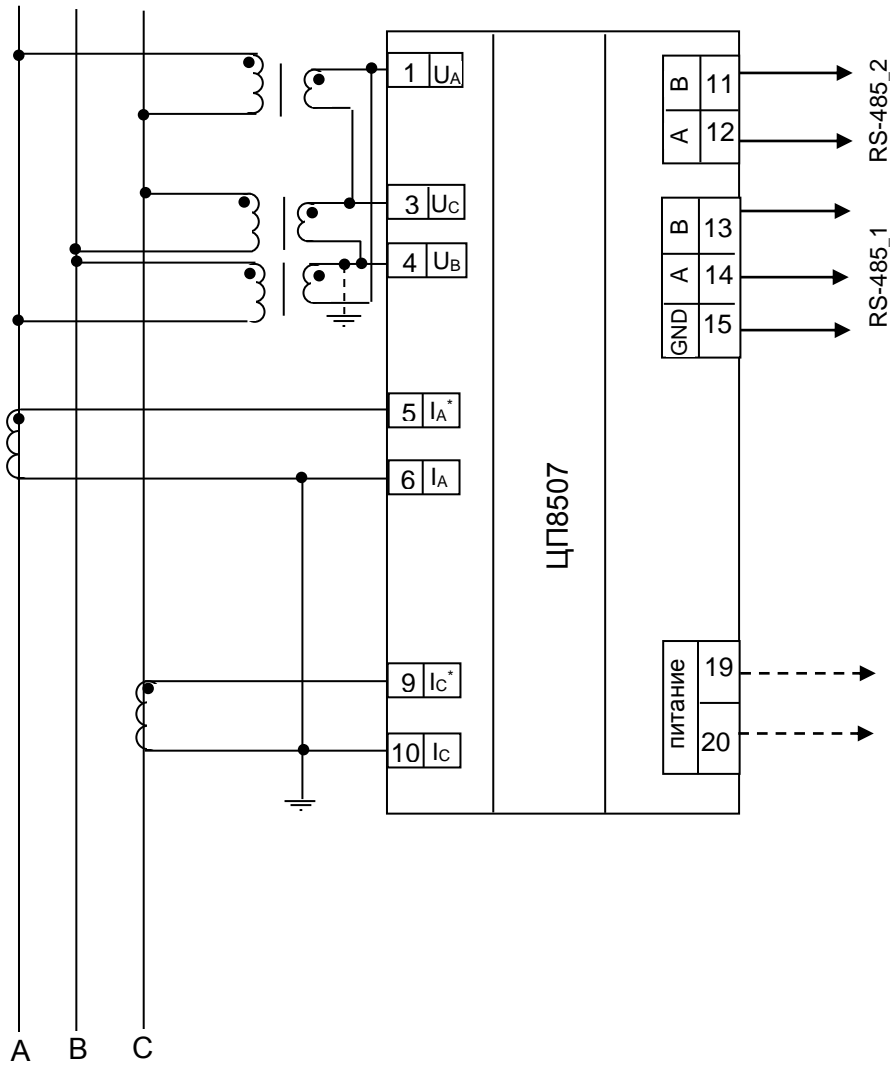 1 UA
3 UC
4 UB
5 IA*
6 IA
9 IC*
10 IC
ЦП8507
B 11
A 12
RS-485_2
B 13
A 14
GND 15
RS-485_1
питание
19
20
A B C